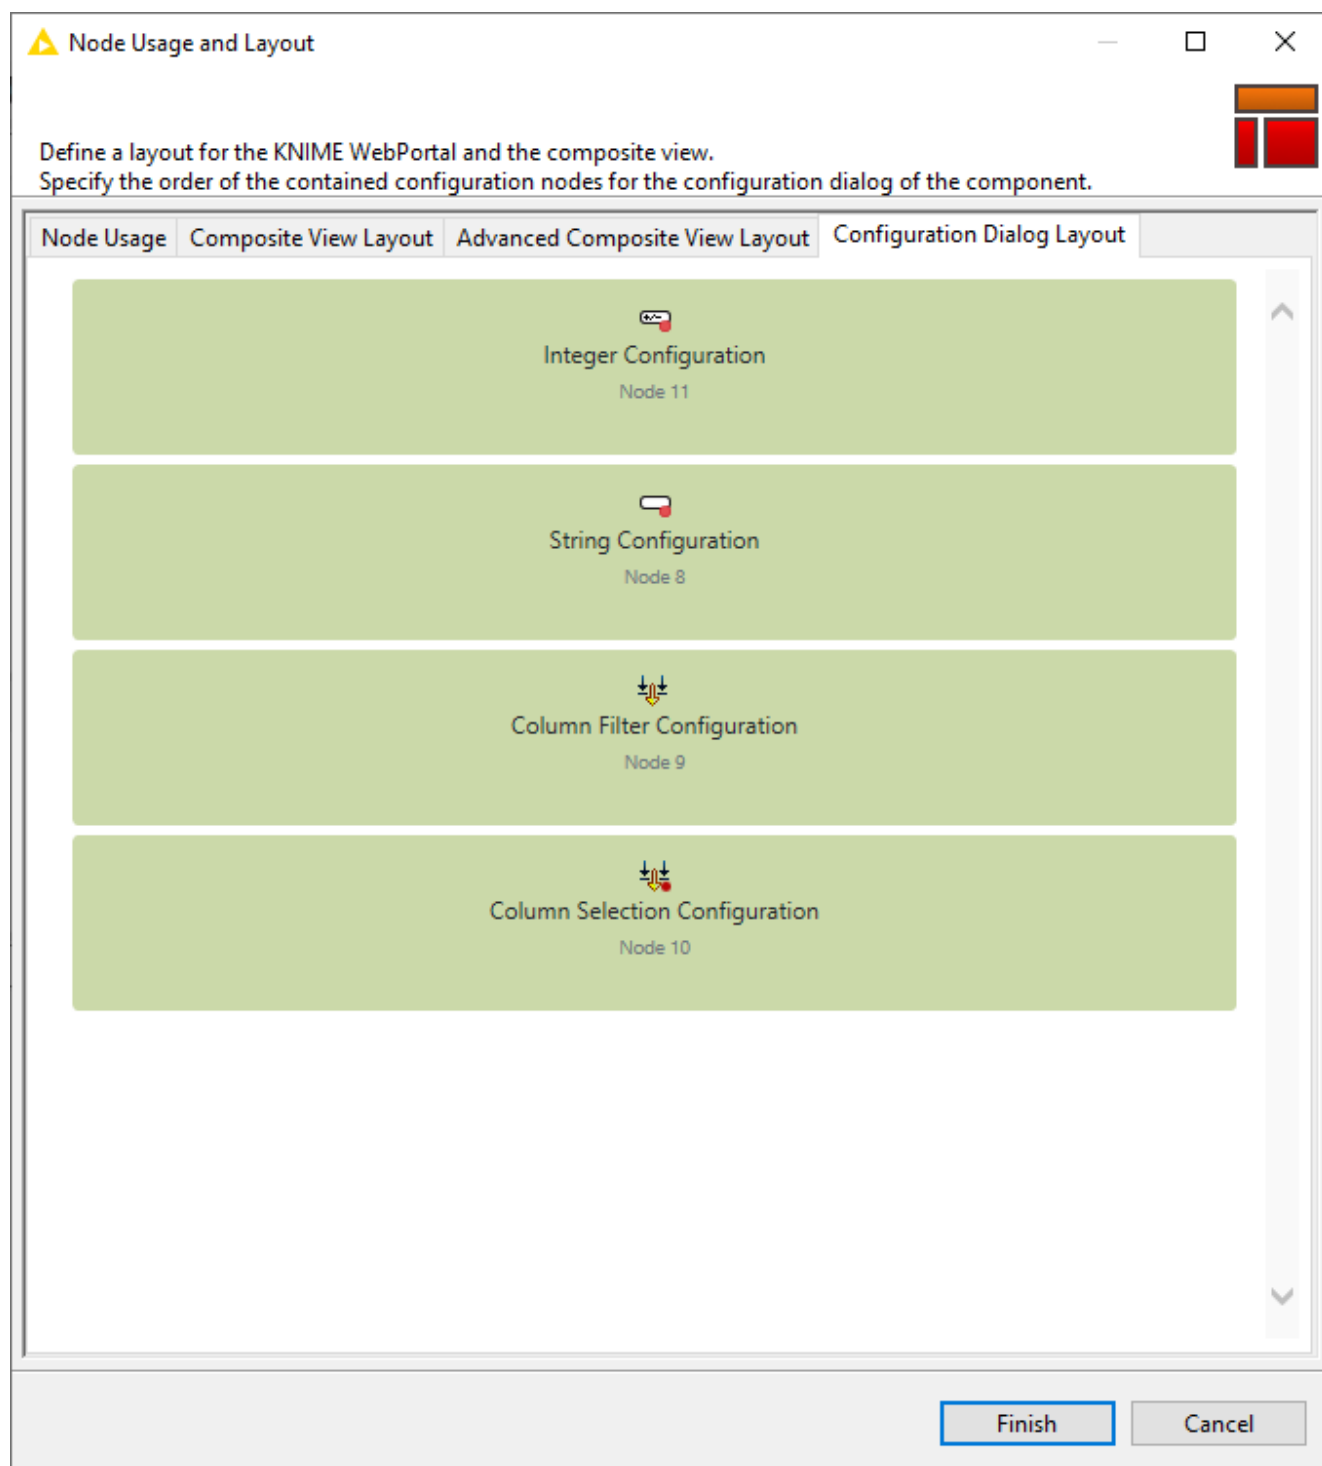 Node Usage and Layout
Define a layout for the KNIME WebPortal and the composite view.
Specify the order of the contained configuration nodes for the configuration dialog of the component.
Node Usage Composite View Layout Advanced Composite View Layout Configuration Dialog Layout
Integer Configuration
Node 11
String Configuration
Node 8
Column Filter Configuration
Node 9
Column Selection Configuration
Node 10
Finish Cancel